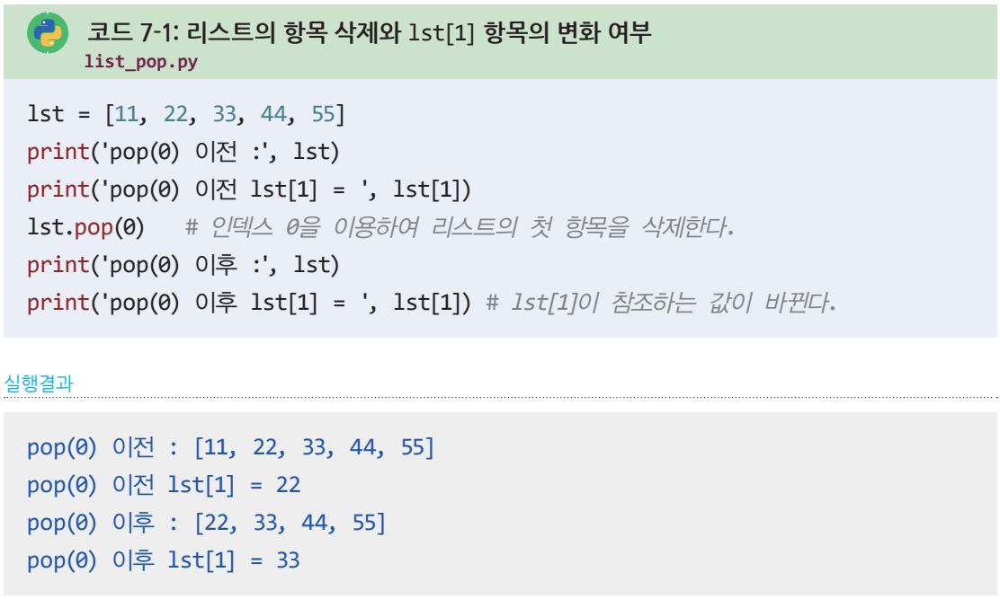 코드 7-1: 리스트의 항목 삭제와 lst[1] 항목의 변화 여부
list_pop.py
lst = [11, 22, 33, 44, 55]
print('pop(0) 이전 :', lst)
print('pop(0) 이전 lst[1] = ', lst[1])
lst.pop(0)   # 인덱스 0을 이용하여 리스트의 첫 항목을 삭제한다.
print('pop(0) 이후 :', lst)
print('pop(0) 이후 lst[1] = ', lst[1]) # lst[1]이 참조하는 값이 바뀐다.
실행결과
pop(0) 이전 : [11, 22, 33, 44, 55]
pop(0) 이전 lst[1] = 22
pop(0) 이후 : [22, 33, 44, 55]
pop(0) 이후 lst[1] = 33